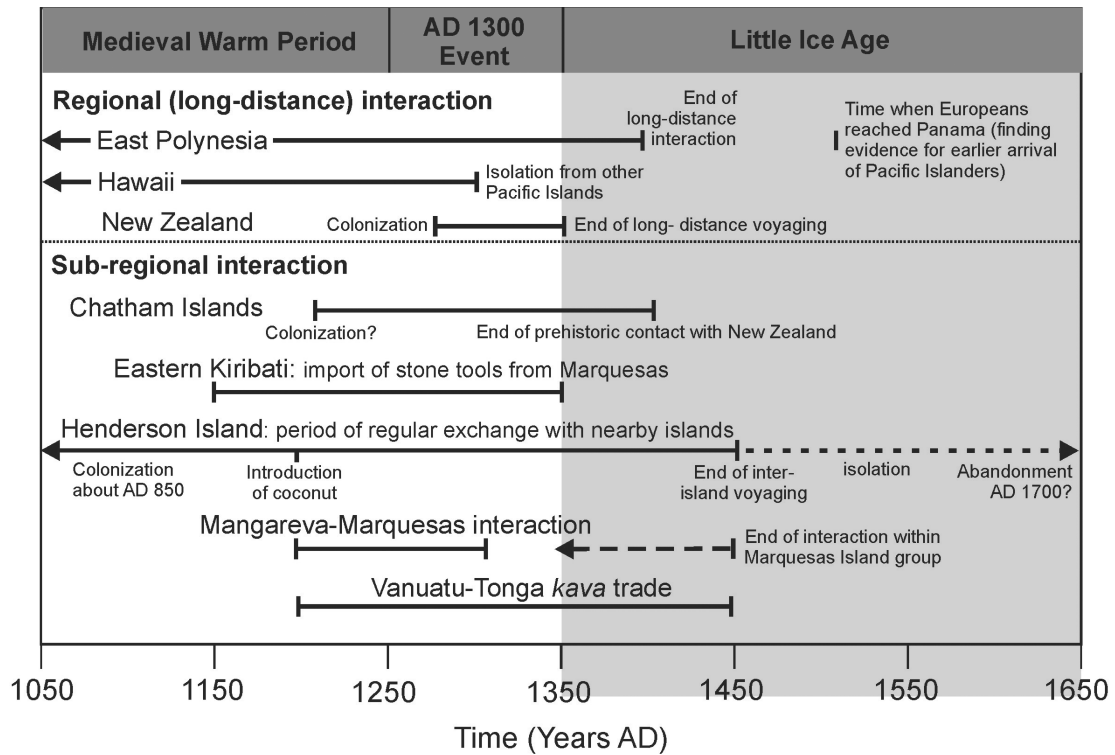 Medieval Warm Period
AD 1300
Event
Little Ice Age
Regional (long-distance) interaction
East Polynesia
End of
long-distance
interaction
Time when Europeans
reached Panama (finding
evidence for earlier arrival
of Pacific Islanders)
Hawaii
Isolation from other
Pacific Islands
New Zealand
Colonization
End of long- distance voyaging
Sub-regional interaction
Chatham Islands
Colonization?
End of prehistoric contact with New Zealand
Eastern Kiribati: import of stone tools from Marquesas
Henderson Island: period of regular exchange with nearby islands
Colonization
about AD 850
Introduction
of coconut
End of inter-
island voyaging
isolation
Abandonment
AD 1700?
Mangareva-Marquesas interaction
End of interaction within
Marquesas Island group
Vanuatu-Tonga kava trade
1050 1150 1250 1350 1450 1550 1650
Time (Years AD)